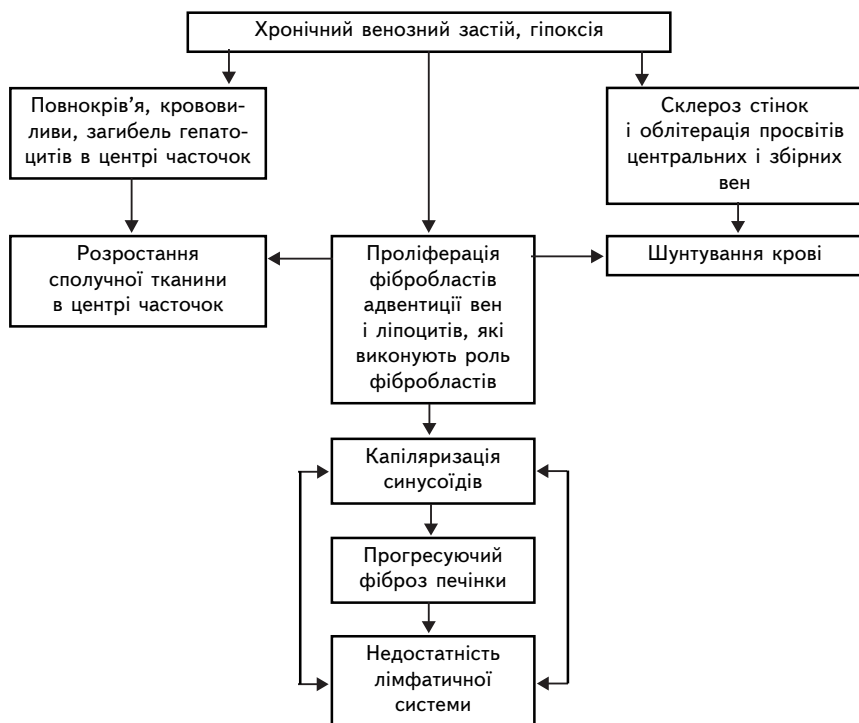 Хронічний венозний застій, гіпоксія
Повнокрів’я, кровови-
ливи, загибель гепато-
цитів в центрі часточок
Склероз стінок
і облітерація просвітів
центральних і збірних
вен
Розростання
сполучної тканини
в центрі часточок
Проліферація
фібробластів
адвентиції вен
і ліпоцитів, які
виконують роль
фібробластів
Шунтування крові
Капіляризація
синусоїдів
Прогресуючий
фіброз печінки
Недостатність
лімфатичної
системи